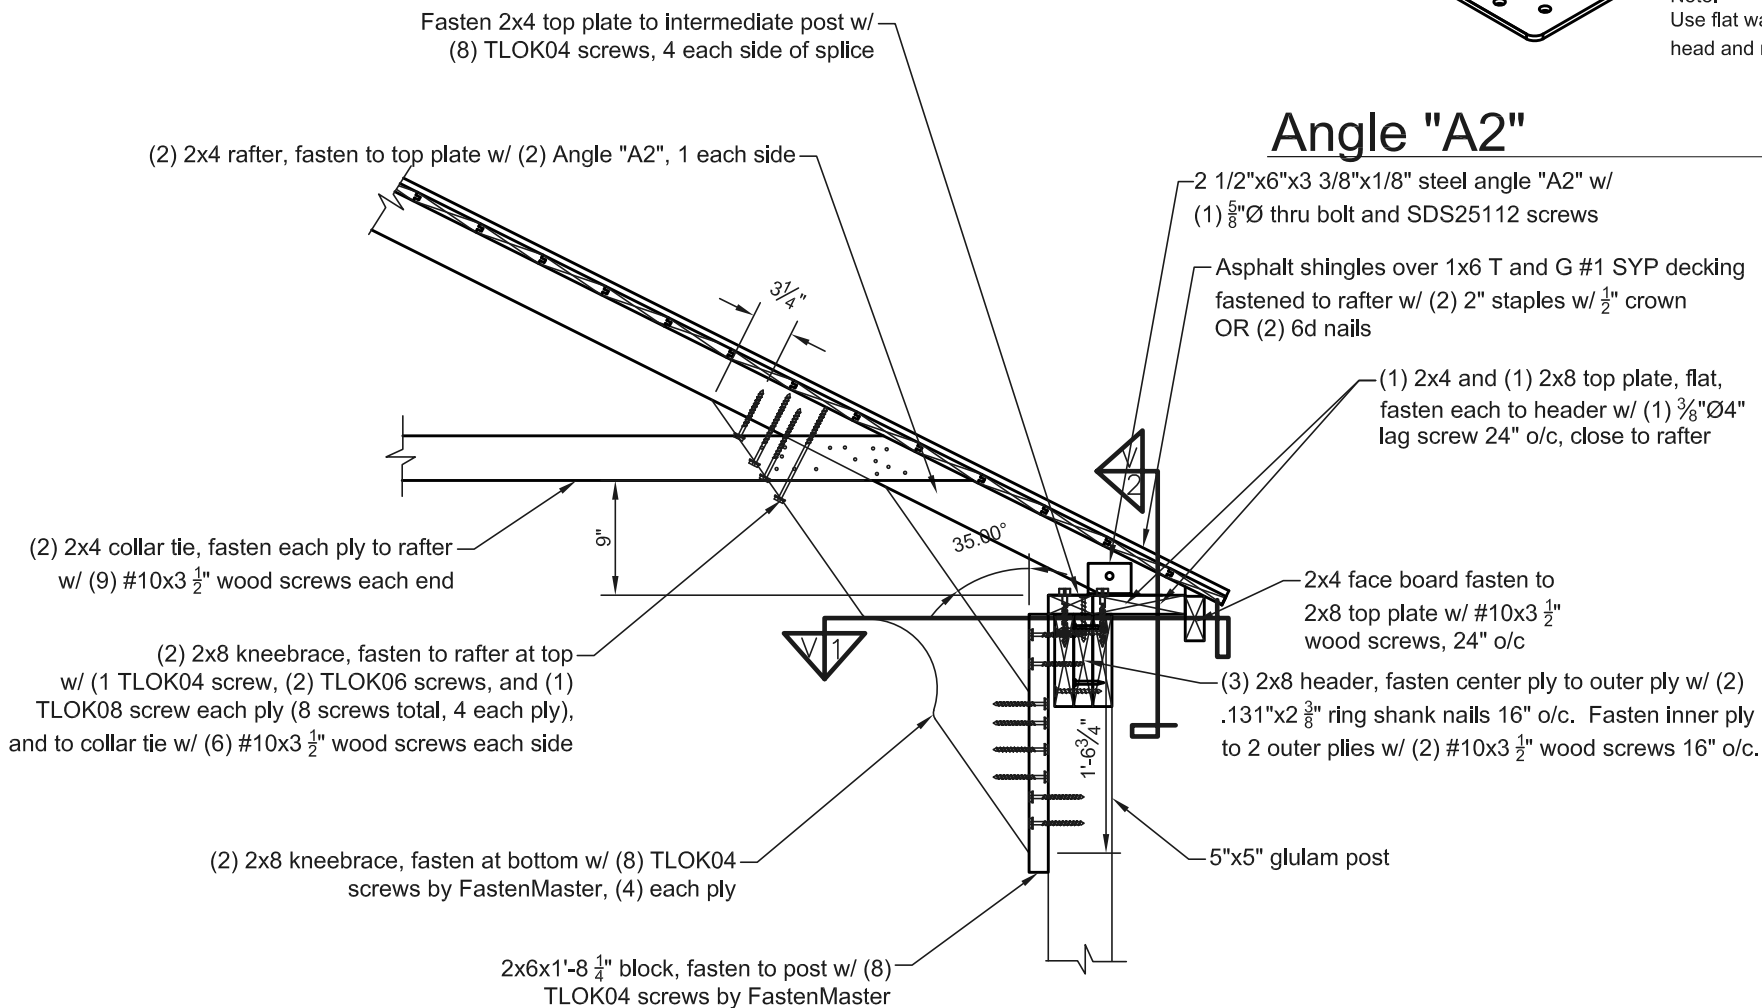 Fasten 2x4 top plate to intermediate post w/
(8) TLOK04 screws, 4 each side of splice
Use flat
head and
Angle "A2"
(2) 2x4 rafter, fasten to top plate w/ (2) Angle "A2", 1 each side
2 1/2"x6"x3 3/8"x1/8" steel angle "A2" w/
(1) 5/8"Ø thru bolt and SDS25112 screws
Asphalt shingles over 1x6 T and G #1 SYP decking
fastened to rafter w/ (2) 2" staples w/ 1/2" crown
OR (2) 6d nails
3 1/4"
(1) 2x4 and (1) 2x8 top plate, flat,
fasten each to header w/ (1) 3/8"Ø4"
lag screw 24" o/c, close to rafter
V
2
9"
35.00°
(2) 2x4 collar tie, fasten each ply to rafter
w/ (9) #10x3 1/2" wood screws each end
2x4 face board fasten to
2x8 top plate w/ #10x3 1/2"
wood screws, 24" o/c
V
1
(2) 2x8 kneebrace, fasten to rafter at top
w/ (1 TLOK04 screw, (2) TLOK06 screws, and (1)
TLOK08 screw each ply (8 screws total, 4 each ply),
and to collar tie w/ (6) #10x3 1/2" wood screws each side
(3) 2x8 header, fasten center ply to outer ply w/ (2)
.131"x2 3/8" ring shank nails 16" o/c. Fasten inner ply
to 2 outer plies w/ (2) #10x3 1/2" wood screws 16" o/c.
1'-6 3/4"
(2) 2x8 kneebrace, fasten at bottom w/ (8) TLOK04
screws by FastenMaster, (4) each ply
5"x5" glulam post
2x6x1'-8 1/4" block, fasten to post w/ (8)
TLOK04 screws by FastenMaster